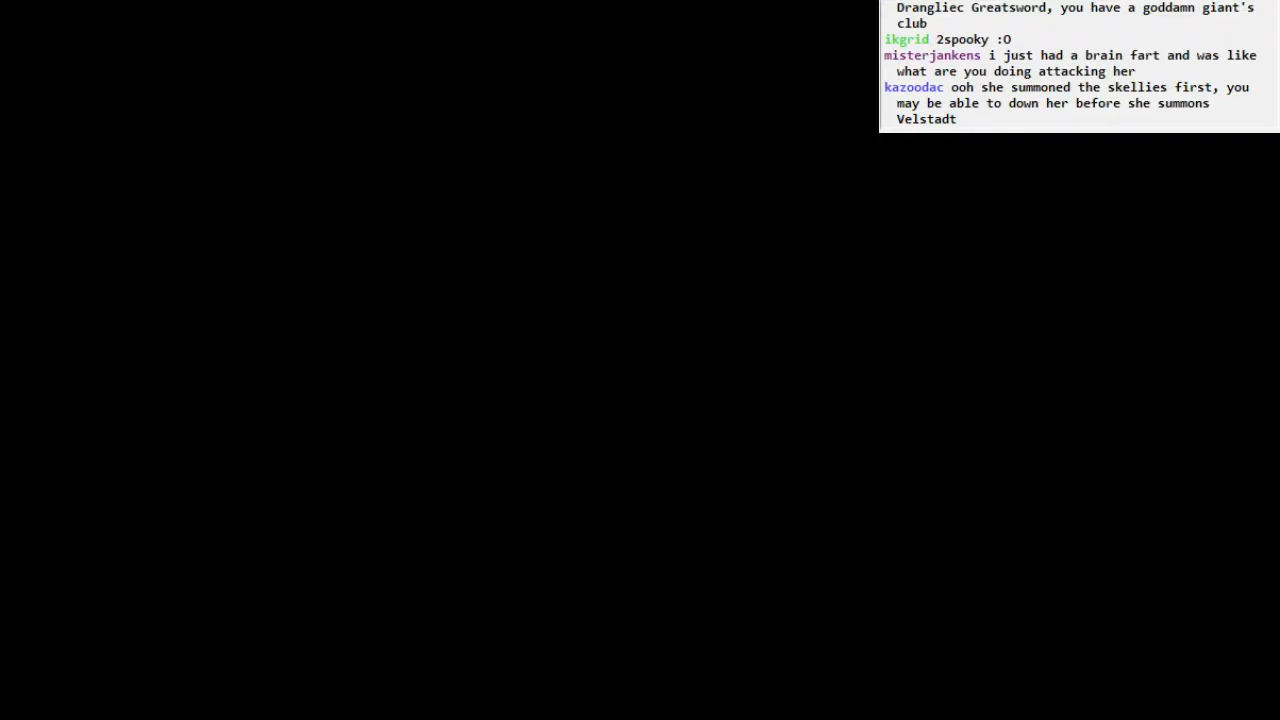 Drangliec Greatsword, you have a goddamn giant's
club
ikgrid 2spooky :O
misterjankens i just had a brain fart and was like
what are you doing attacking her
kazoodac ooh she summoned the skellies first, you
may be able to down her before she summons
Velstadt